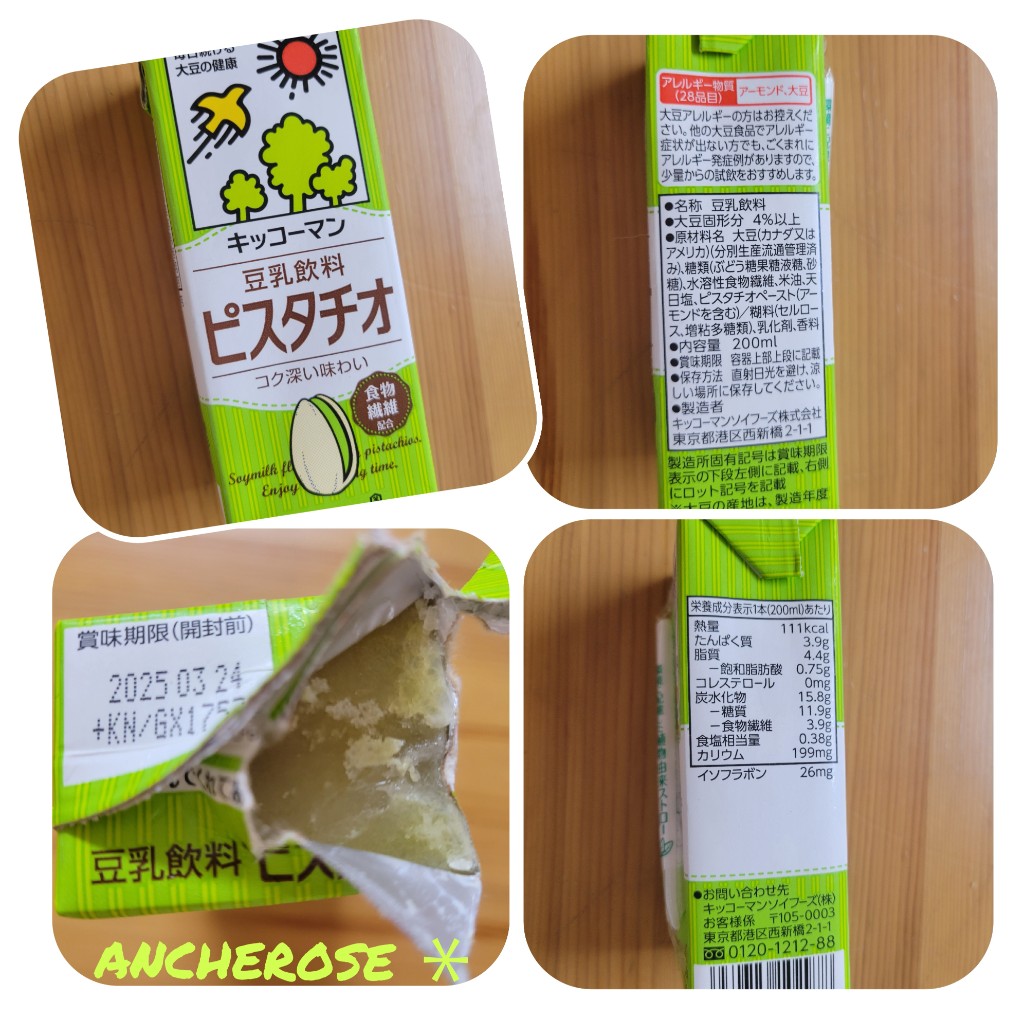 毎日続ける
大豆の健康
キッコーマン
豆乳飲料
ピスタチオ
コク深い味わい
食物
繊維
配合
Soymilk fl pistachios.
Enjoy g time.
アレルギー物質
(28品目)
アーモンド、大豆
大豆アレルギーの方はお控えくだ
さい。他の大豆食品でアレルギー
症状が出ない方でも、ごくまれに
アレルギー発症例がありますので、
少量からの試飲をおすすめします。
●名称 豆乳飲料
●大豆固形分 4%以上
●原材料名 大豆(カナダ又は
アメリカ)(分別生産流通管理済
み)、糖類(ぶどう糖果糖液糖、砂
糖)、水溶性食物繊維、米油、天
日塩、ピスタチオペースト(アー
モンドを含む)/糊料(セルロー
ス、増粘多糖類)、乳化剤、香料
●内容量 200ml
●賞味期限 容器上部上段に記載
●保存方法 直射日光を避け、涼
しい場所に保存してください。
●製造者
キッコーマンソイフーズ株式会社
東京都港区西新橋2-1-1
製造所固有記号は賞味期限
表示の下段左側に記載、右側
にロット記号を記載
※大豆の産地は、製造年度
賞味期限(開封前)
2025 03 24
+KN/GX175
豆乳飲料 ピス
ANCHEROSE
栄養成分表示1本(200ml)あたり
熱量 111kcal
たんぱく質 3.9g
脂質 4.4g
－飽和脂肪酸 0.75g
コレステロール 0mg
炭水化物 15.8g
－糖質 11.9g
－食物繊維 3.9g
食塩相当量 0.38g
カリウム 199mg
イソフラボン 26mg
●お問い合わせ先
キッコーマンソイフーズ(株)
お客様係 〒105-0003
東京都港区西新橋2-1-1
0120-1212-88